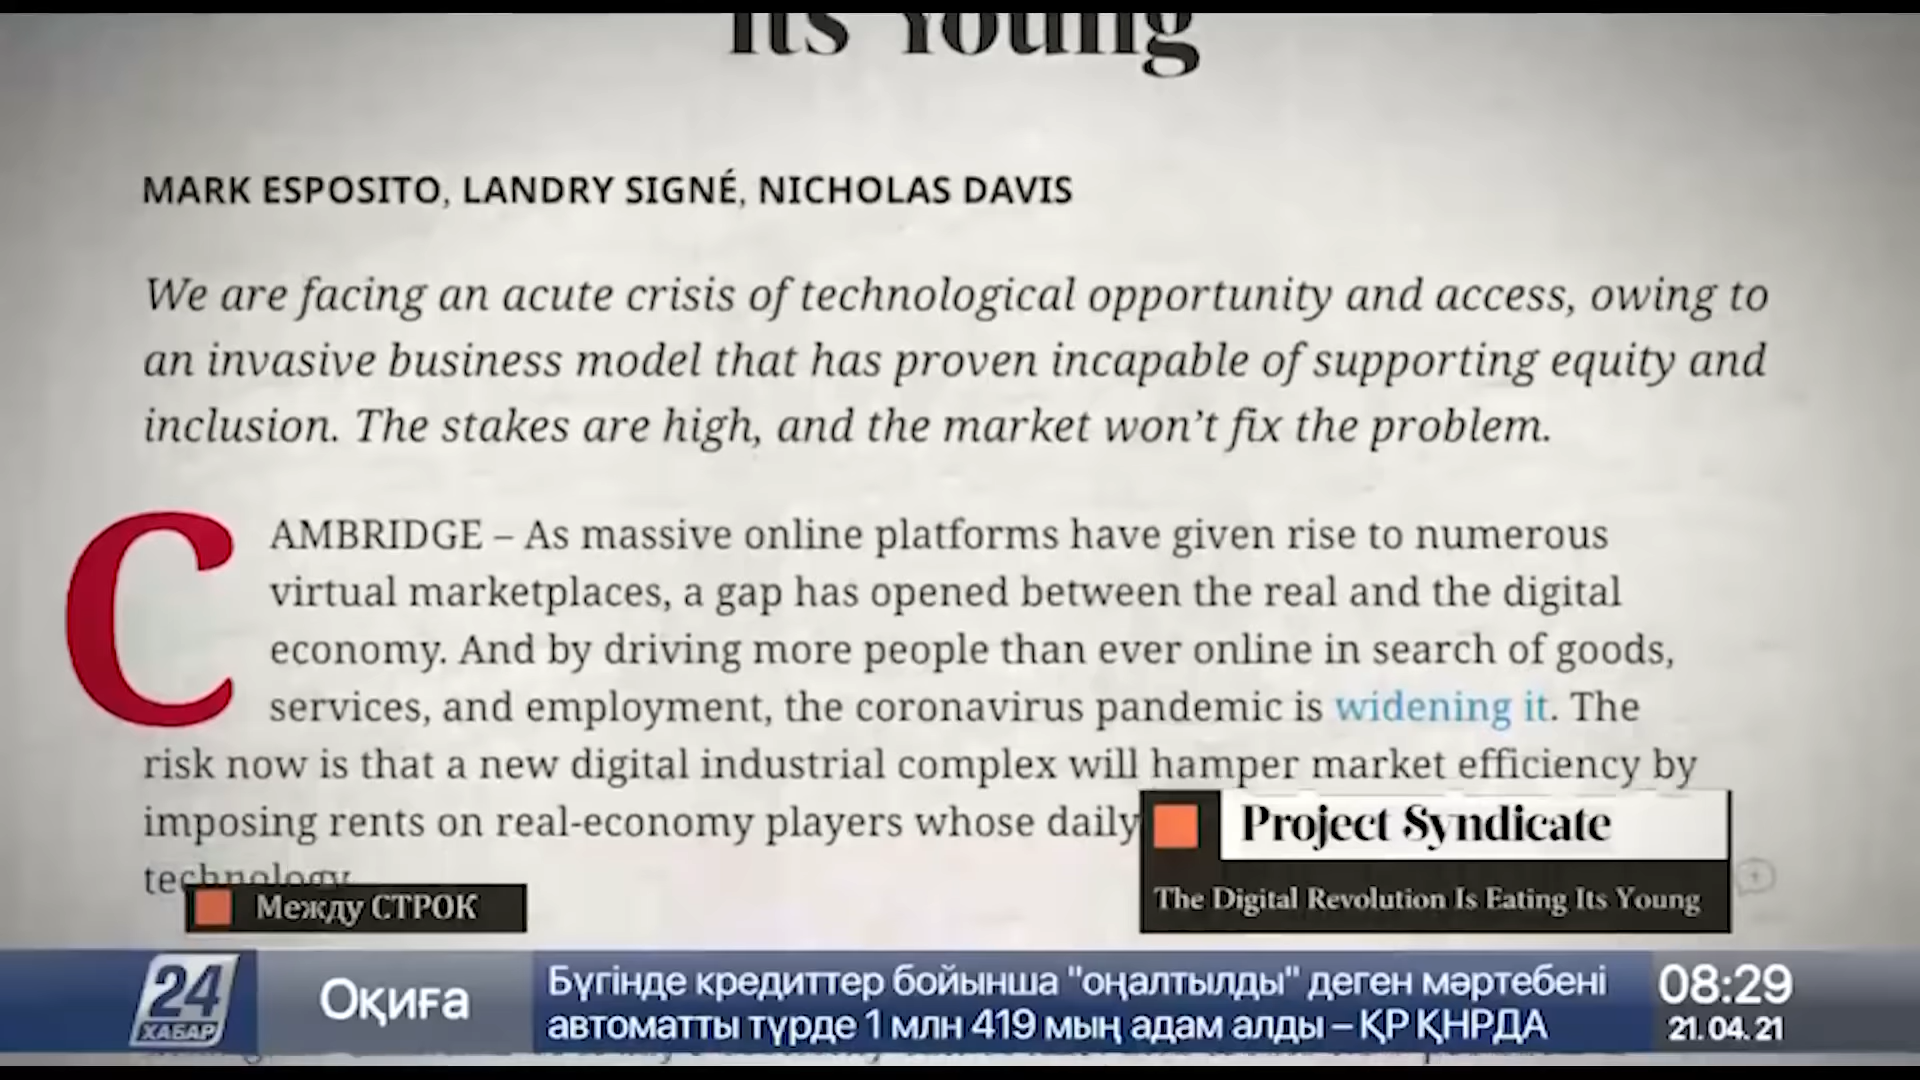 Its Young
MARK ESPOSITO, LANDRY SIGNÉ, NICHOLAS DAVIS
We are facing an acute crisis of technological opportunity and access, owing to
an invasive business model that has proven incapable of supporting equity and
inclusion. The stakes are high, and the market won’t fix the problem.
CAMBRIDGE – As massive online platforms have given rise to numerous
virtual marketplaces, a gap has opened between the real and the digital
economy. And by driving more people than ever online in search of goods,
services, and employment, the coronavirus pandemic is widening it. The
risk now is that a new digital industrial complex will hamper market efficiency by
imposing rents on real-economy players whose daily
technology.
Project Syndicate
The Digital Revolution Is Eating Its Young
Между СТРОК
24
ХАБАР
Оқиға
Бүгінде кредиттер бойынша "оңалтылды" деген мәртебені
автоматты түрде 1 млн 419 мың адам алды – ҚР ҚНРДА
08:29
21.04.21